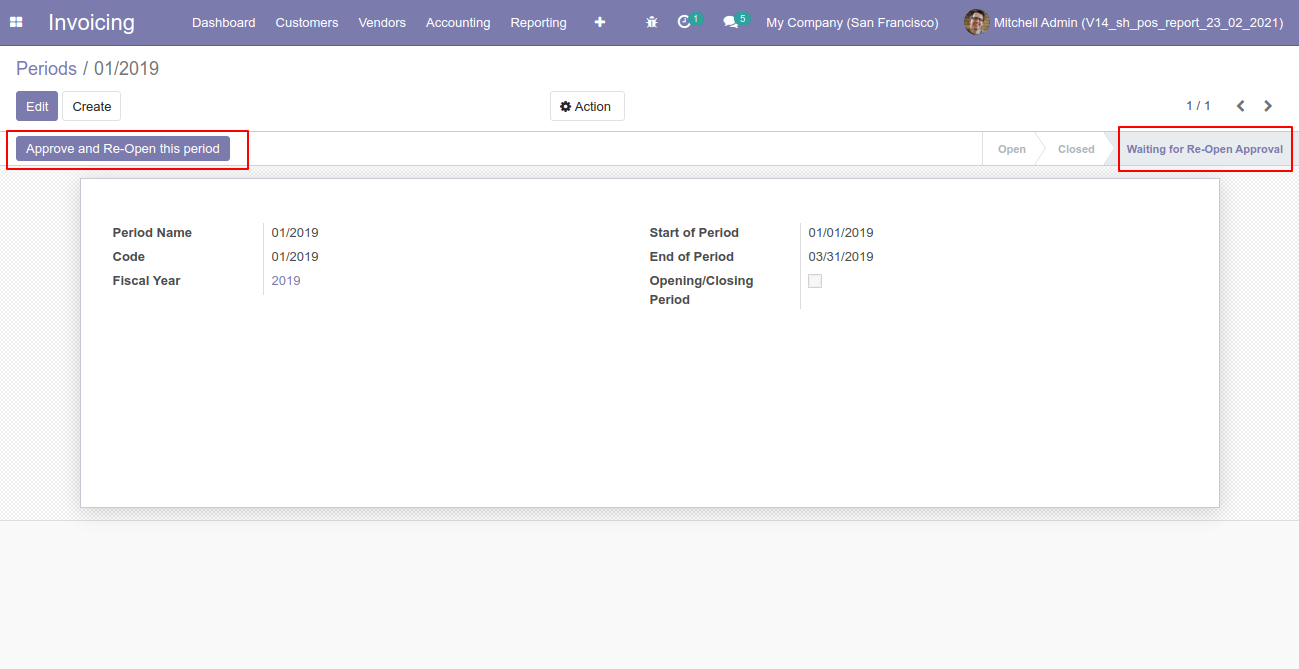 Invoicing Dashboard Customers Vendors Accounting Reporting 1 5 My Company (San Francisco) Mitchell Admin (V14_sh_pos_report_23_02_2021)
Periods / 01/2019
Edit Create Action 1 / 1
Approve and Re-Open this period Open Closed Waiting for Re-Open Approval
Period Name 01/2019 Start of Period 01/01/2019
Code 01/2019 End of Period 03/31/2019
Fiscal Year 2019 Opening/Closing
Period